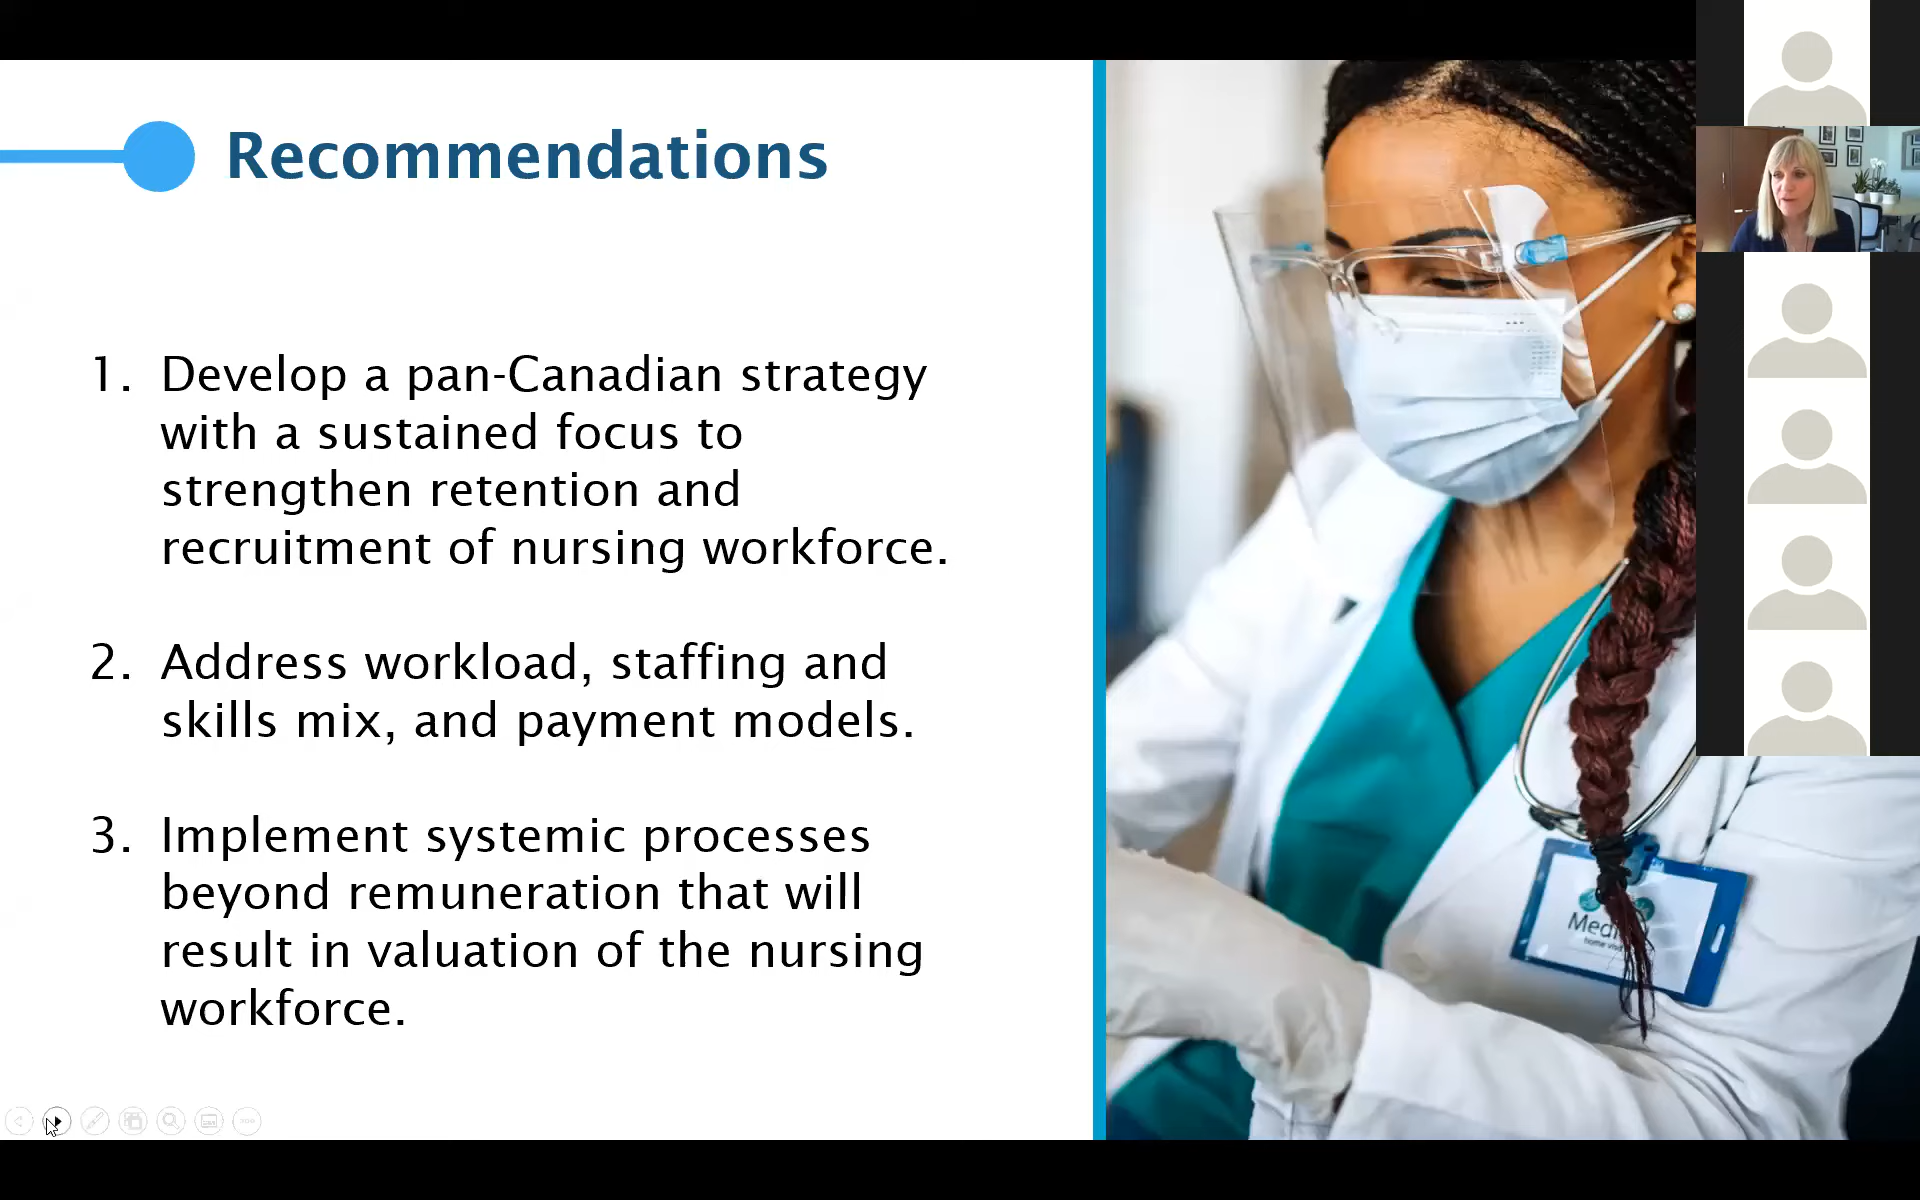 Recommendations
1. Develop a pan-Canadian strategy
with a sustained focus to
strengthen retention and
recruitment of nursing workforce.
2. Address workload, staffing and
skills mix, and payment models.
3. Implement systemic processes
beyond remuneration that will
result in valuation of the nursing
workforce.